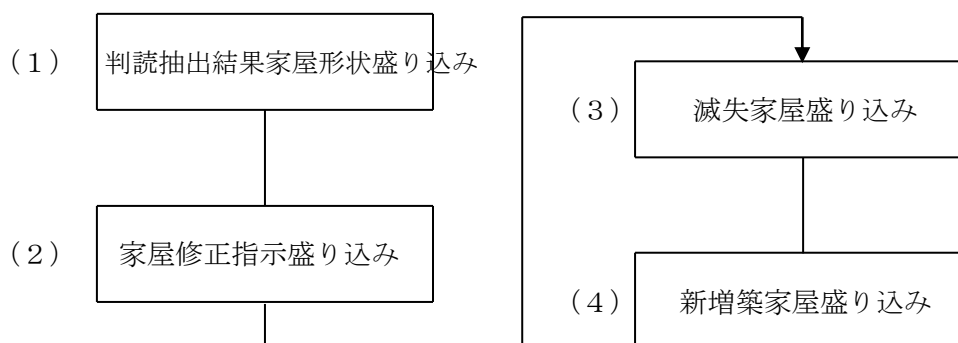 （１） 判読抽出結果家屋形状盛り込み
（２） 家屋修正指示盛り込み
（３） 滅失家屋盛り込み
（４） 新増築家屋盛り込み